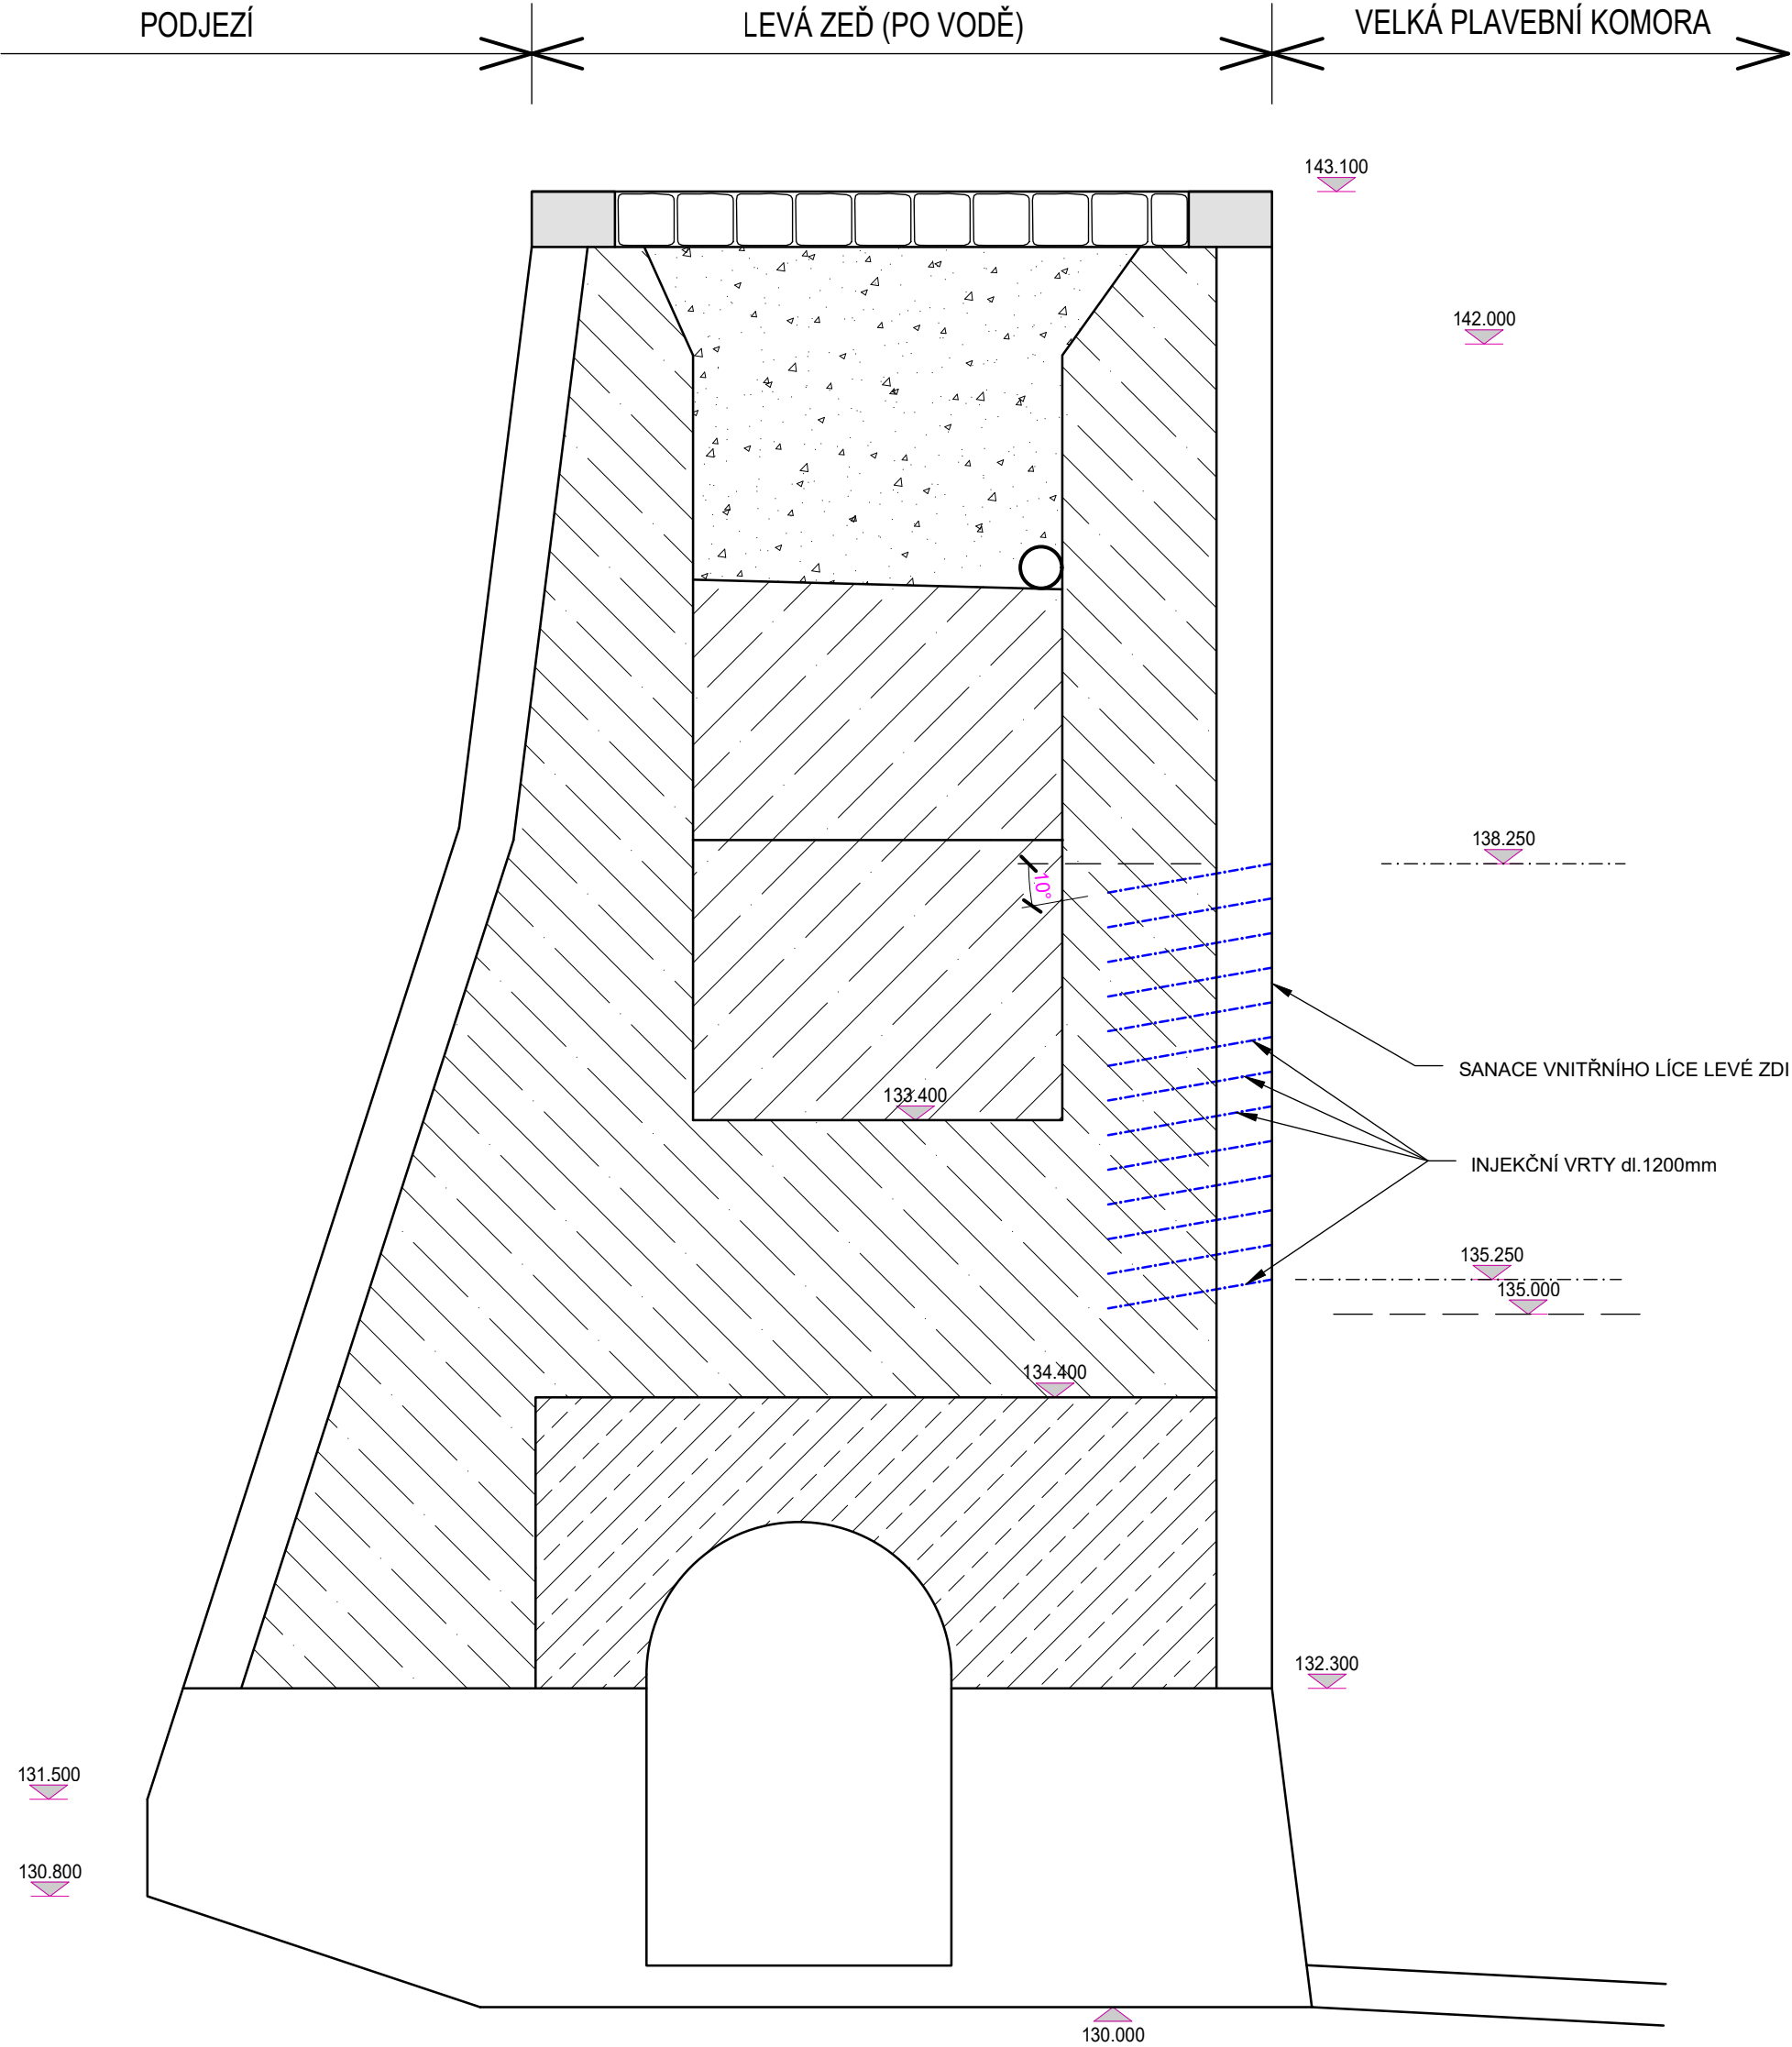 PODJEZÍ
LEVÁ ZEĎ (PO VODĚ)
VELKÁ PLAVEBNÍ KOMORA
143.100
142.000
138.250
10°
SANACE VNITŘNÍHO LÍCE LEVÉ ZDI
133.400
INJEKČNÍ VRTY dl.1200mm
135.250
135.000
134.400
132.300
131.500
130.800
130.000